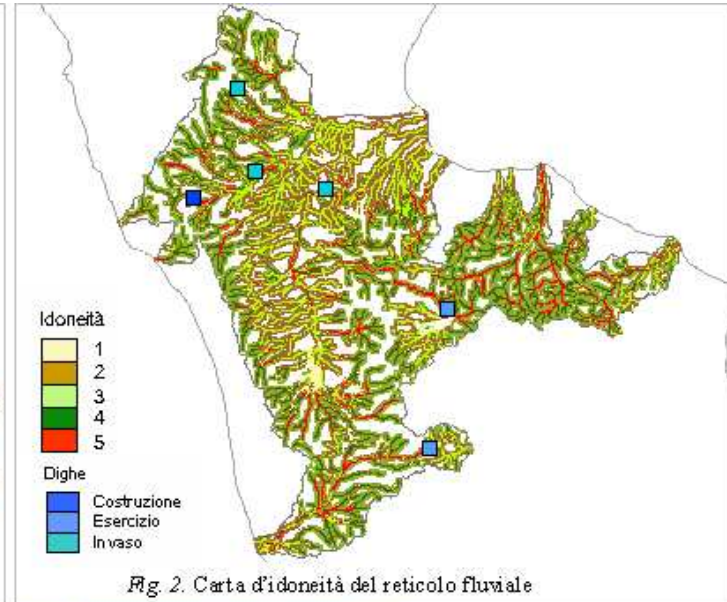 Idoneità
1
2
3
4
5
Dighe
Costruzione
Esercizio
Invaso
Fig. 2. Carta d'idoneità del reticolo fluviale